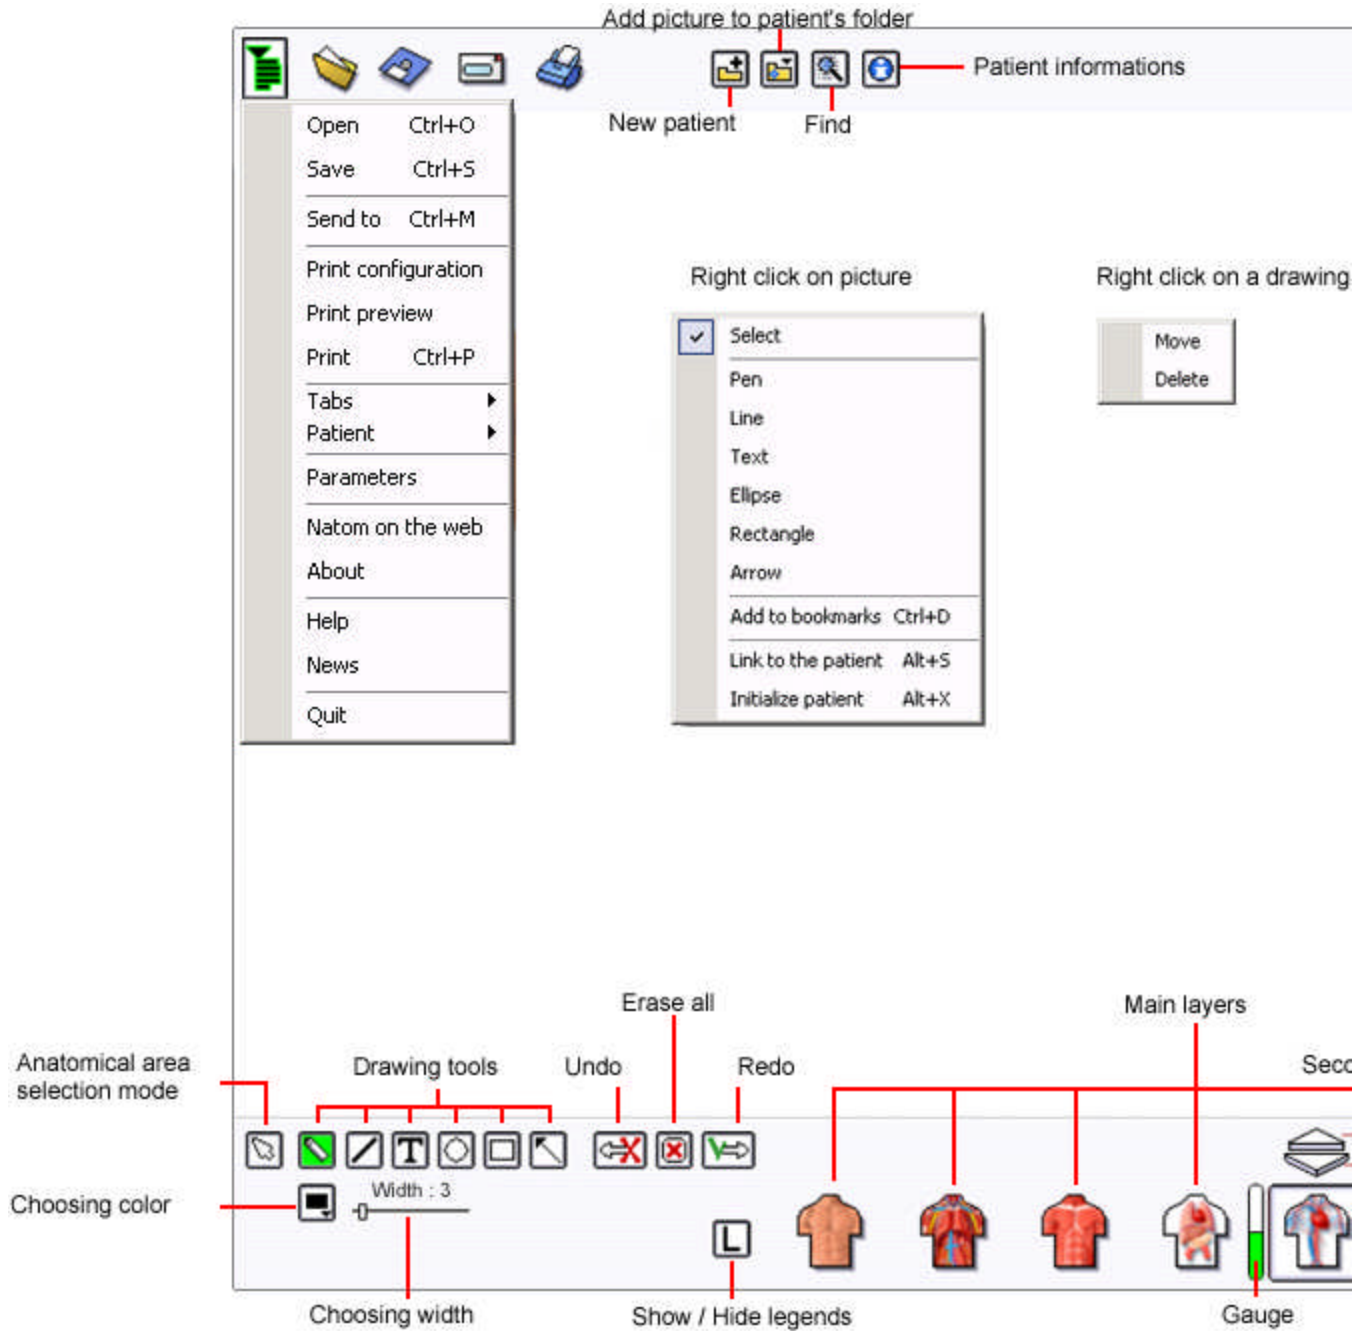 Add picture to patient's folder
Patient informations
New patient
Find
Open Ctrl+O
Save Ctrl+S
Send to Ctrl+M
Print configuration
Print preview
Print Ctrl+P
Tabs
Patient
Parameters
Natom on the web
About
Help
News
Quit
Right click on picture
Select
Pen
Line
Text
Ellipse
Rectangle
Arrow
Add to bookmarks Ctrl+D
Link to the patient Alt+S
Initialize patient Alt+X
Right click on a drawing
Move
Delete
Erase all
Main layers
Anatomical area
selection mode
Drawing tools
Undo
Redo
T
Choosing color
Width : 3
L
Choosing width
Show / Hide legends
Gauge